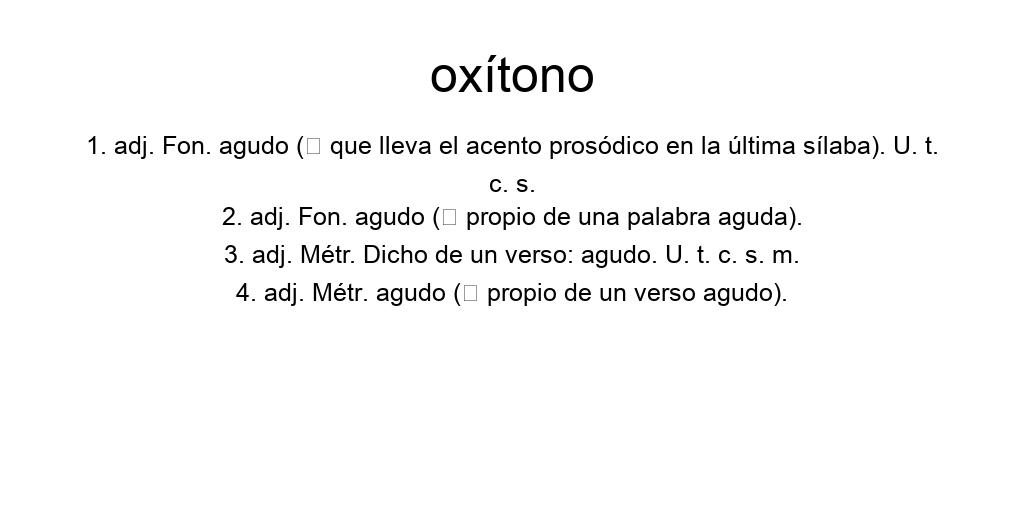 oxítono
1. adj. Fon. agudo (□ que lleva el acento prosódico en la última sílaba). U. t.
c. s.
2. adj. Fon. agudo (□ propio de una palabra aguda).
3. adj. Métr. Dicho de un verso: agudo. U. t. c. s. m.
4. adj. Métr. agudo (□ propio de un verso agudo).